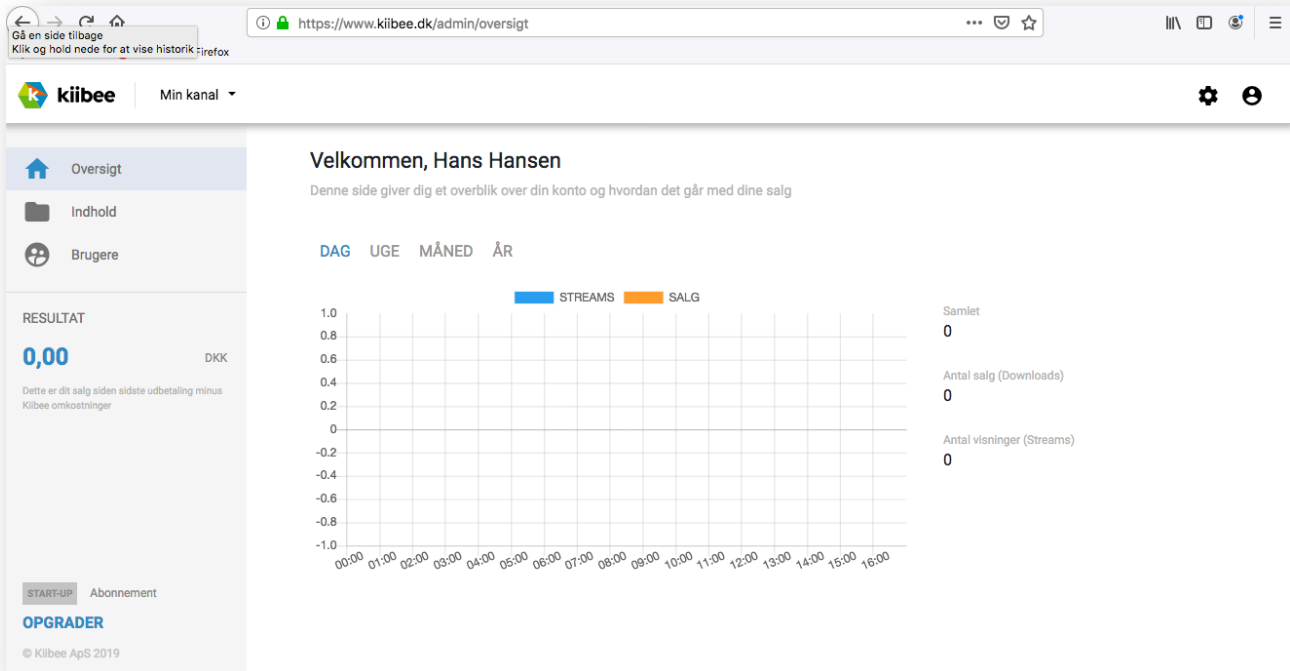 https://www.kiibee.dk/admin/oversigt
Gå en side tilbage
Klik og hold nede for at vise historik
Firefox
kiibee
Min kanal
Oversigt
Indhold
Brugere
RESULTAT
0,00 DKK
Dette er dit salg siden sidste udbetaling minus
Kiibee omkostninger
START-UP Abonnement
OPGRADER
© Kiibee ApS 2019
Velkommen, Hans Hansen
Denne side giver dig et overblik over din konto og hvordan det går med dine salg
DAG UGE MÅNED ÅR
STREAMS SALG
1.0
0.8
0.6
0.4
0.2
0
-0.2
-0.4
-0.6
-0.8
-1.0
00:00 01:00 02:00 03:00 04:00 05:00 06:00 07:00 08:00 09:00 10:00 11:00 12:00 13:00 14:00 15:00 16:00
Samlet
0
Antal salg (Downloads)
0
Antal visninger (Streams)
0